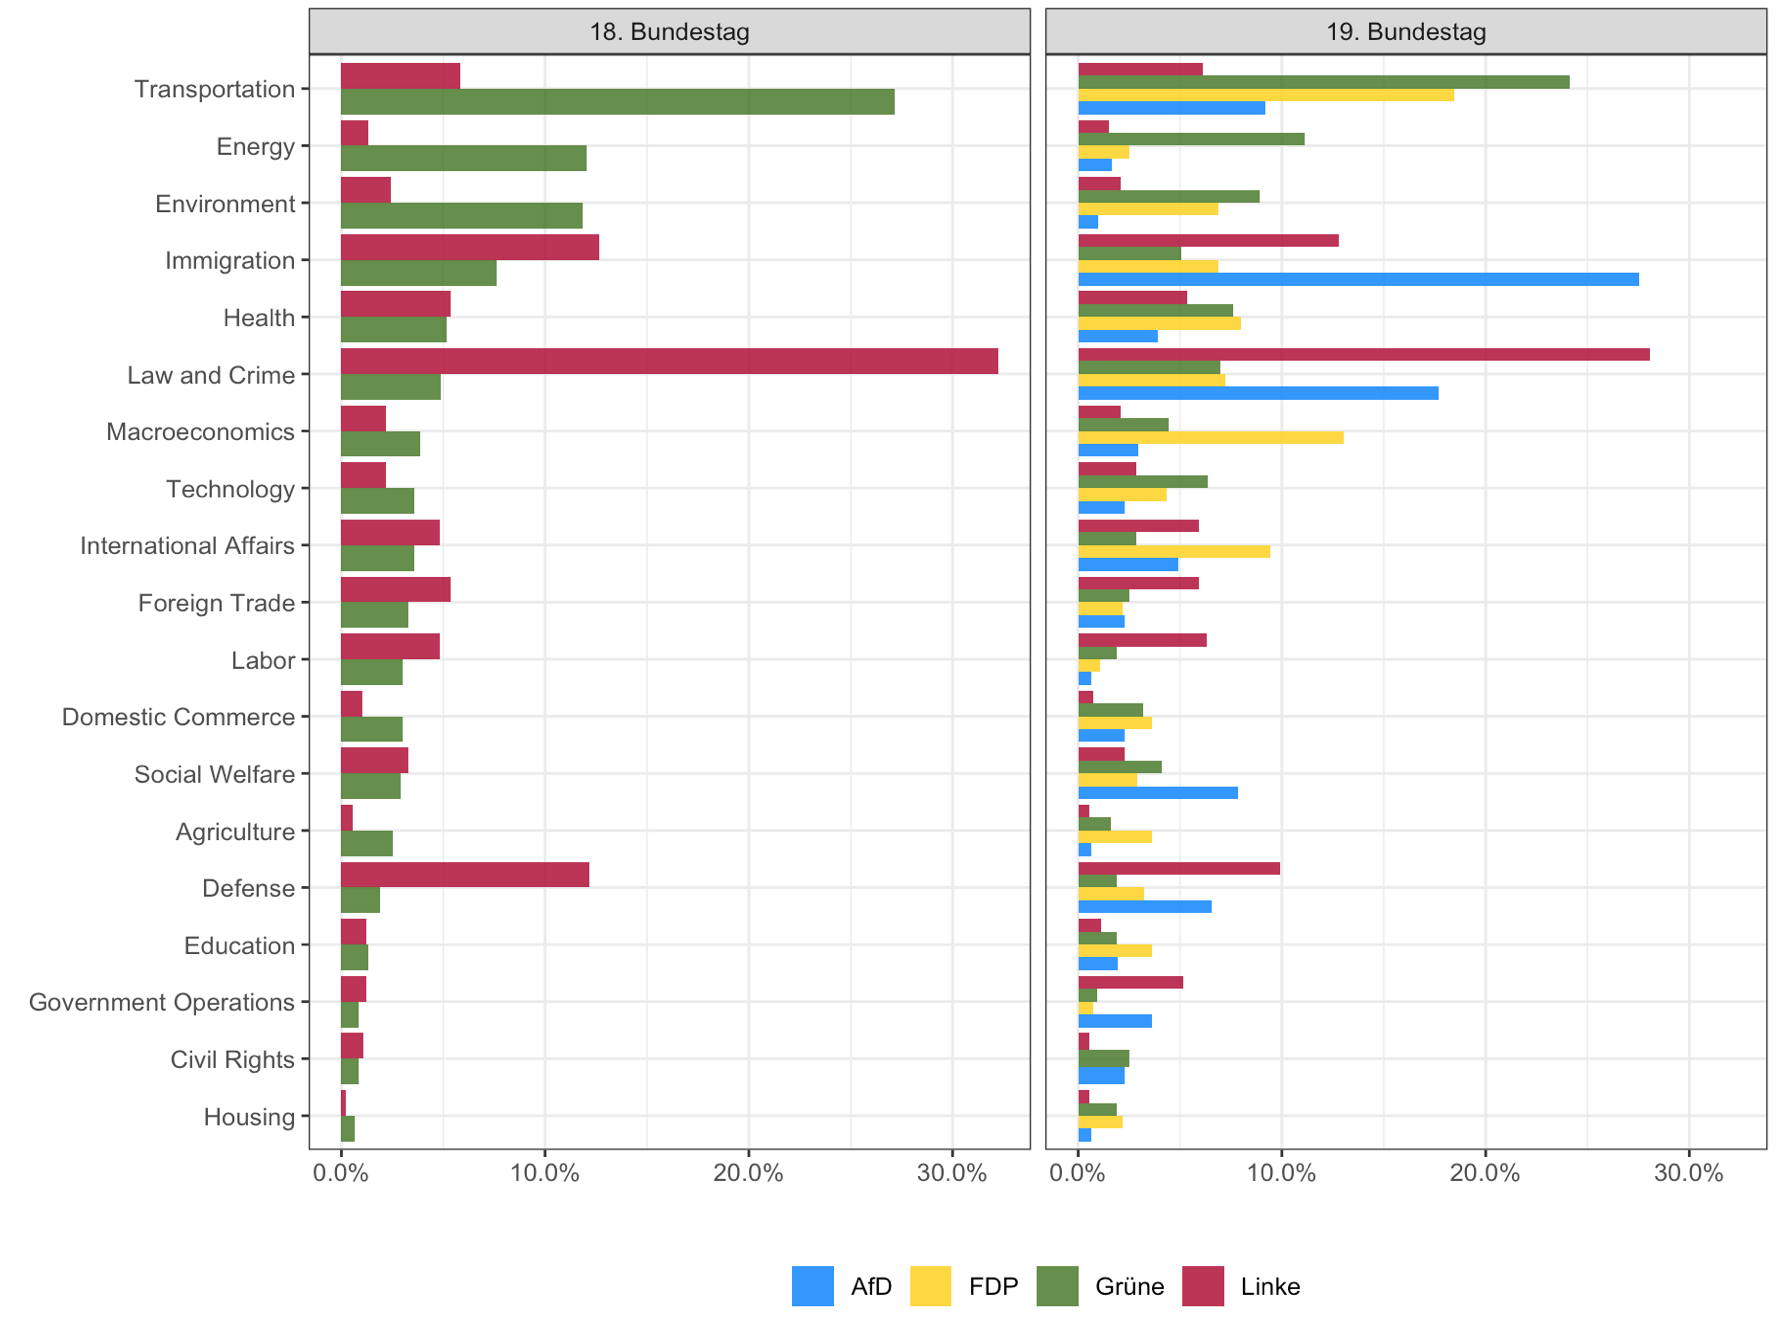 18. Bundestag
19. Bundestag
Transportation
Energy
Environment
Immigration
Health
Law and Crime
Macroeconomics
Technology
International Affairs
Foreign Trade
Labor
Domestic Commerce
Social Welfare
Agriculture
Defense
Education
Government Operations
Civil Rights
Housing
0.0% 10.0% 20.0% 30.0%
0.0% 10.0% 20.0% 30.0%
AfD FDP Grüne Linke